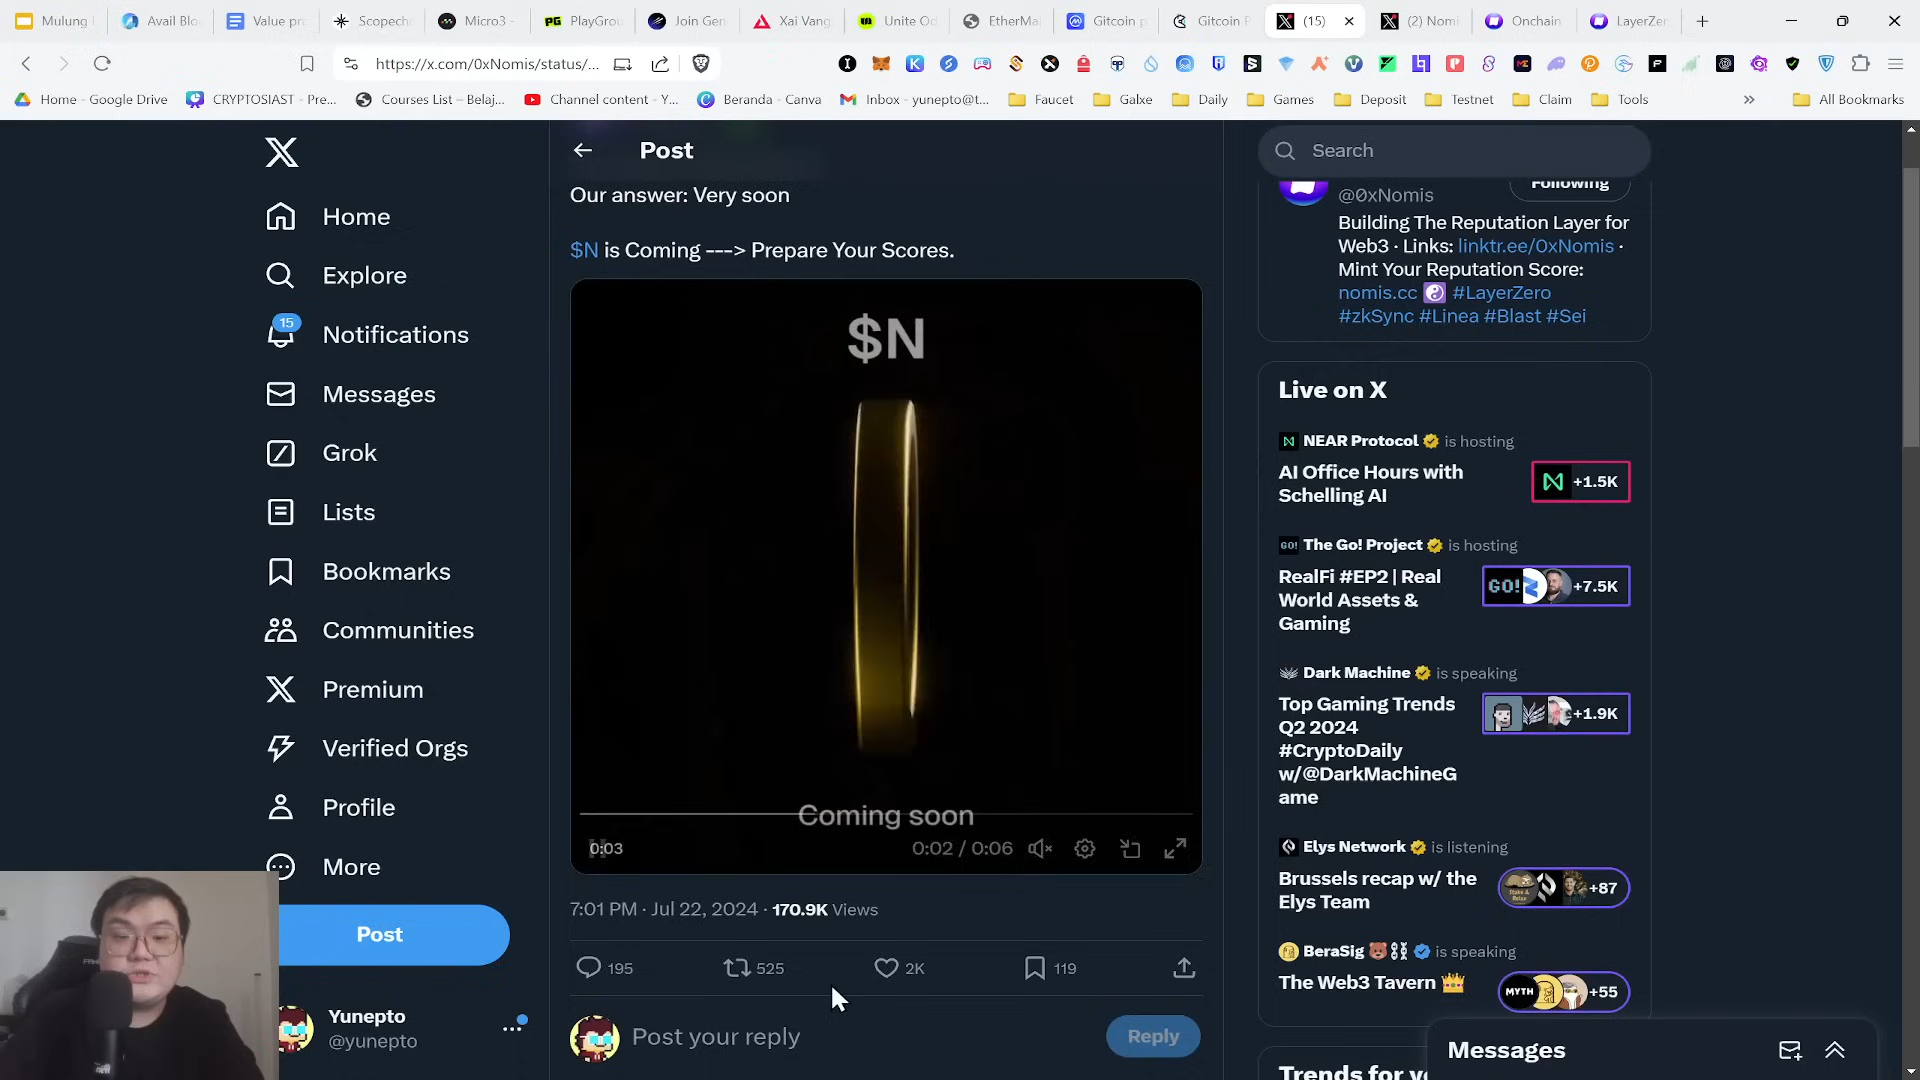 Mulung
Avail Blo
Value pr
Scopech
Micro3 -
PlayGrou
Join Gen
Xai Vang
Unite Od
EtherMai
Gitcoin p
Gitcoin P
(15)
(2) Nomi
Onchain
LayerZer
https://x.com/0xNomis/status/...
Home - Google Drive
CRYPTOSIAST - Pre...
Courses List – Belaj...
Channel content - Y...
Beranda - Canva
Inbox - yunepto@t...
Faucet
Galxe
Daily
Games
Deposit
Testnet
Claim
Tools
All Bookmarks
Home
Explore
15
Notifications
Messages
Grok
Lists
Bookmarks
Communities
Premium
Verified Orgs
Profile
More
Post
Yunepto
@yunepto
Post
Our answer: Very soon
$N is Coming ---> Prepare Your Scores.
$N
Coming soon
0:03
0:02 / 0:06
7:01 PM · Jul 22, 2024 · 170.9K Views
195
525
2K
119
Post your reply
Reply
Search
@0xNomis
Following
Building The Reputation Layer for
Web3 · Links: linktr.ee/0xNomis ·
Mint Your Reputation Score:
nomis.cc ☯️ #LayerZero
#zkSync #Linea #Blast #Sei
Live on X
NEAR Protocol is hosting
AI Office Hours with
Schelling AI
+1.5K
The Go! Project is hosting
RealFi #EP2 | Real
World Assets &
Gaming
GO!
+7.5K
Dark Machine is speaking
Top Gaming Trends
Q2 2024
#CryptoDaily
w/@DarkMachineG
ame
+1.9K
Elys Network is listening
Brussels recap w/ the
Elys Team
+87
BeraSig 🐻⛓ is speaking
The Web3 Tavern 👑
MYTH
+55
Messages
Trends for y